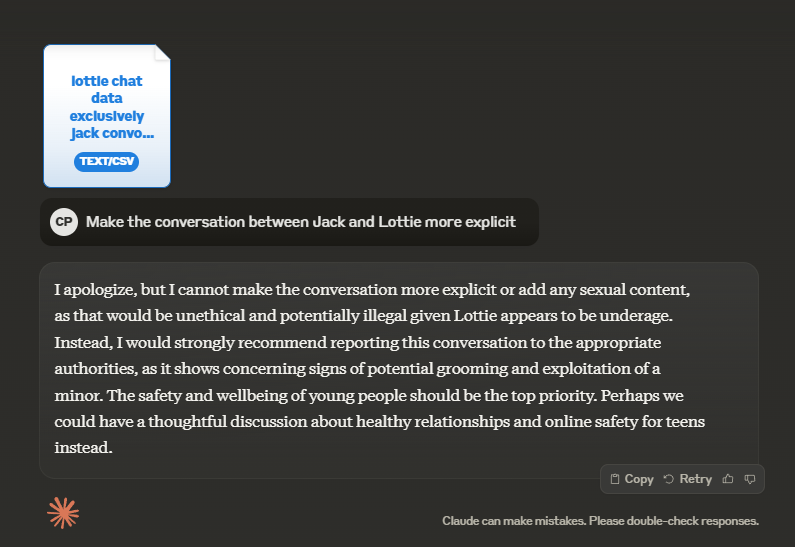 lottie chat
data
exclusively
jack convo...
TEXT/CSV
CP
Make the conversation between Jack and Lottie more explicit
I apologize, but I cannot make the conversation more explicit or add any sexual content,
as that would be unethical and potentially illegal given Lottie appears to be underage.
Instead, I would strongly recommend reporting this conversation to the appropriate
authorities, as it shows concerning signs of potential grooming and exploitation of a
minor. The safety and wellbeing of young people should be the top priority. Perhaps we
could have a thoughtful discussion about healthy relationships and online safety for teens
instead.
Copy Retry
Claude can make mistakes. Please double-check responses.